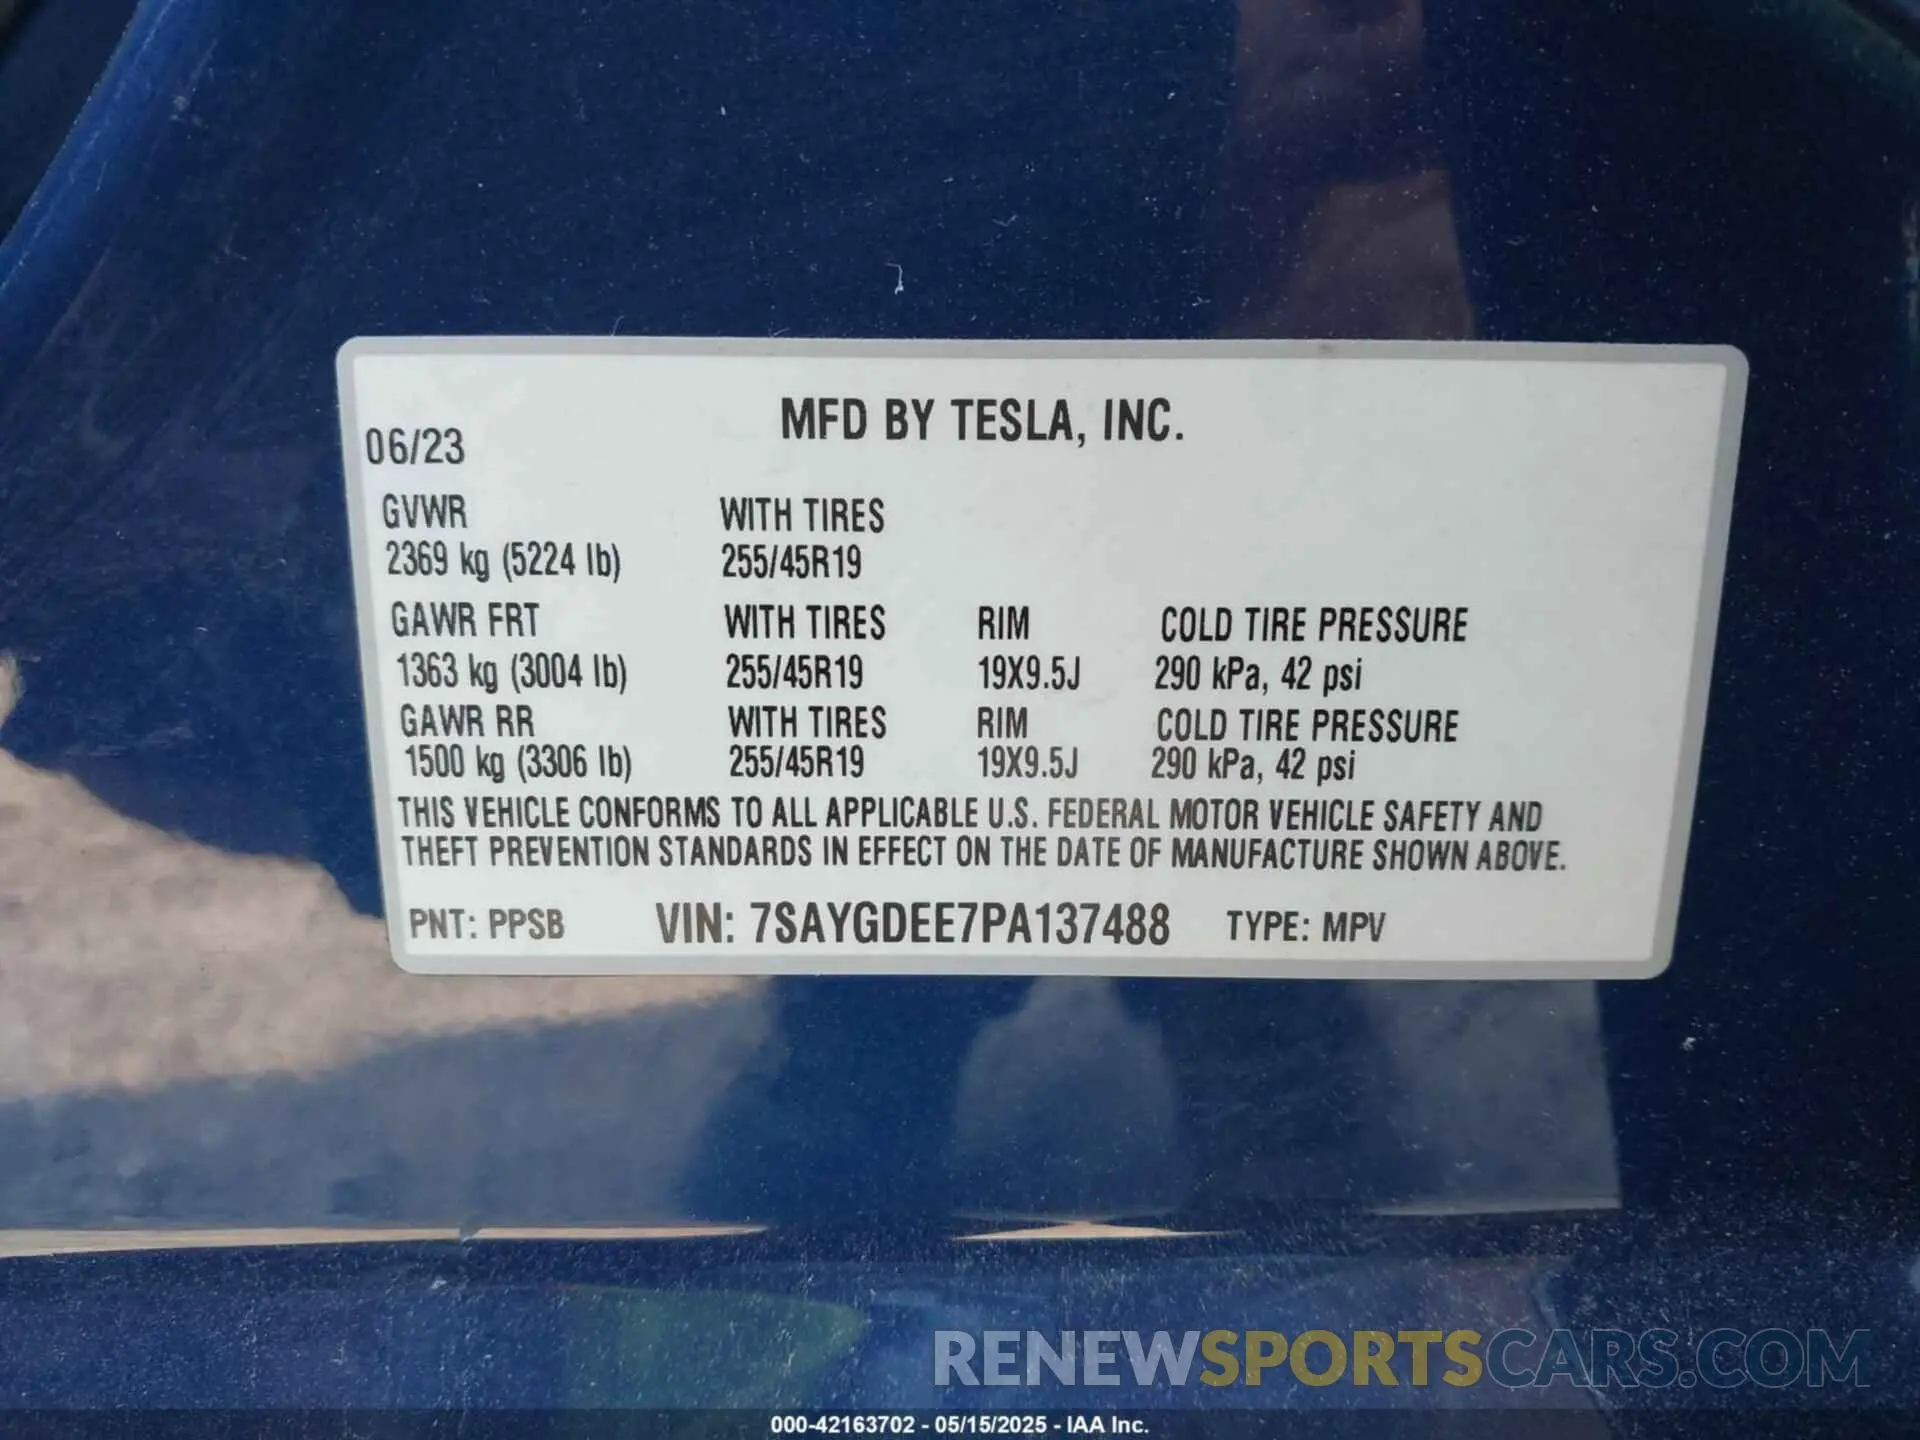 MFD BY TESLA, INC.
06/23
GVWR WITH TIRES
2369 kg (5224 lb) 255/45R19
GAWR FRT WITH TIRES RIM COLD TIRE PRESSURE
1363 kg (3004 lb) 255/45R19 19X9.5J 290 kPa, 42 psi
GAWR RR WITH TIRES RIM COLD TIRE PRESSURE
1500 kg (3306 lb) 255/45R19 19X9.5J 290 kPa, 42 psi
THIS VEHICLE CONFORMS TO ALL APPLICABLE U.S. FEDERAL MOTOR VEHICLE SAFETY AND
THEFT PREVENTION STANDARDS IN EFFECT ON THE DATE OF MANUFACTURE SHOWN ABOVE.
PNT: PPSB VIN: 7SAYGDEE7PA137488 TYPE: MPV
RENEWSPORTSCARS.COM
000-42163702 - 05/15/2025 - IAA Inc.